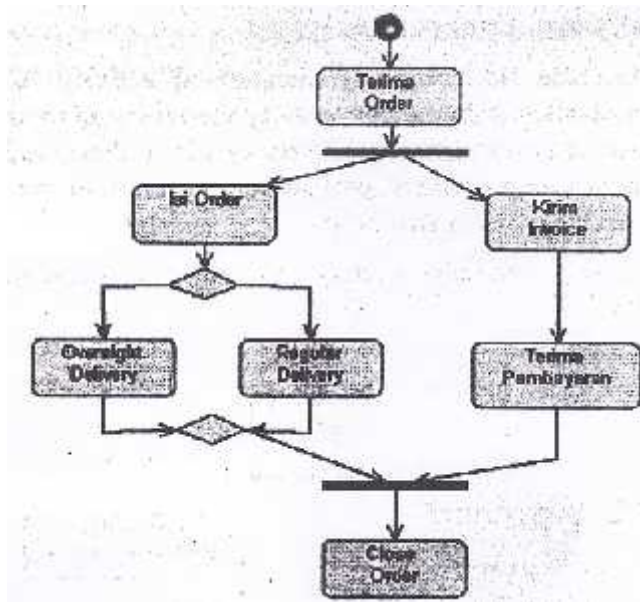 Terima
Order
Isi Order
Kirim
Invoice
Overnight
Delivery
Regular
Delivery
Terima
Pembayaran
Close
Order